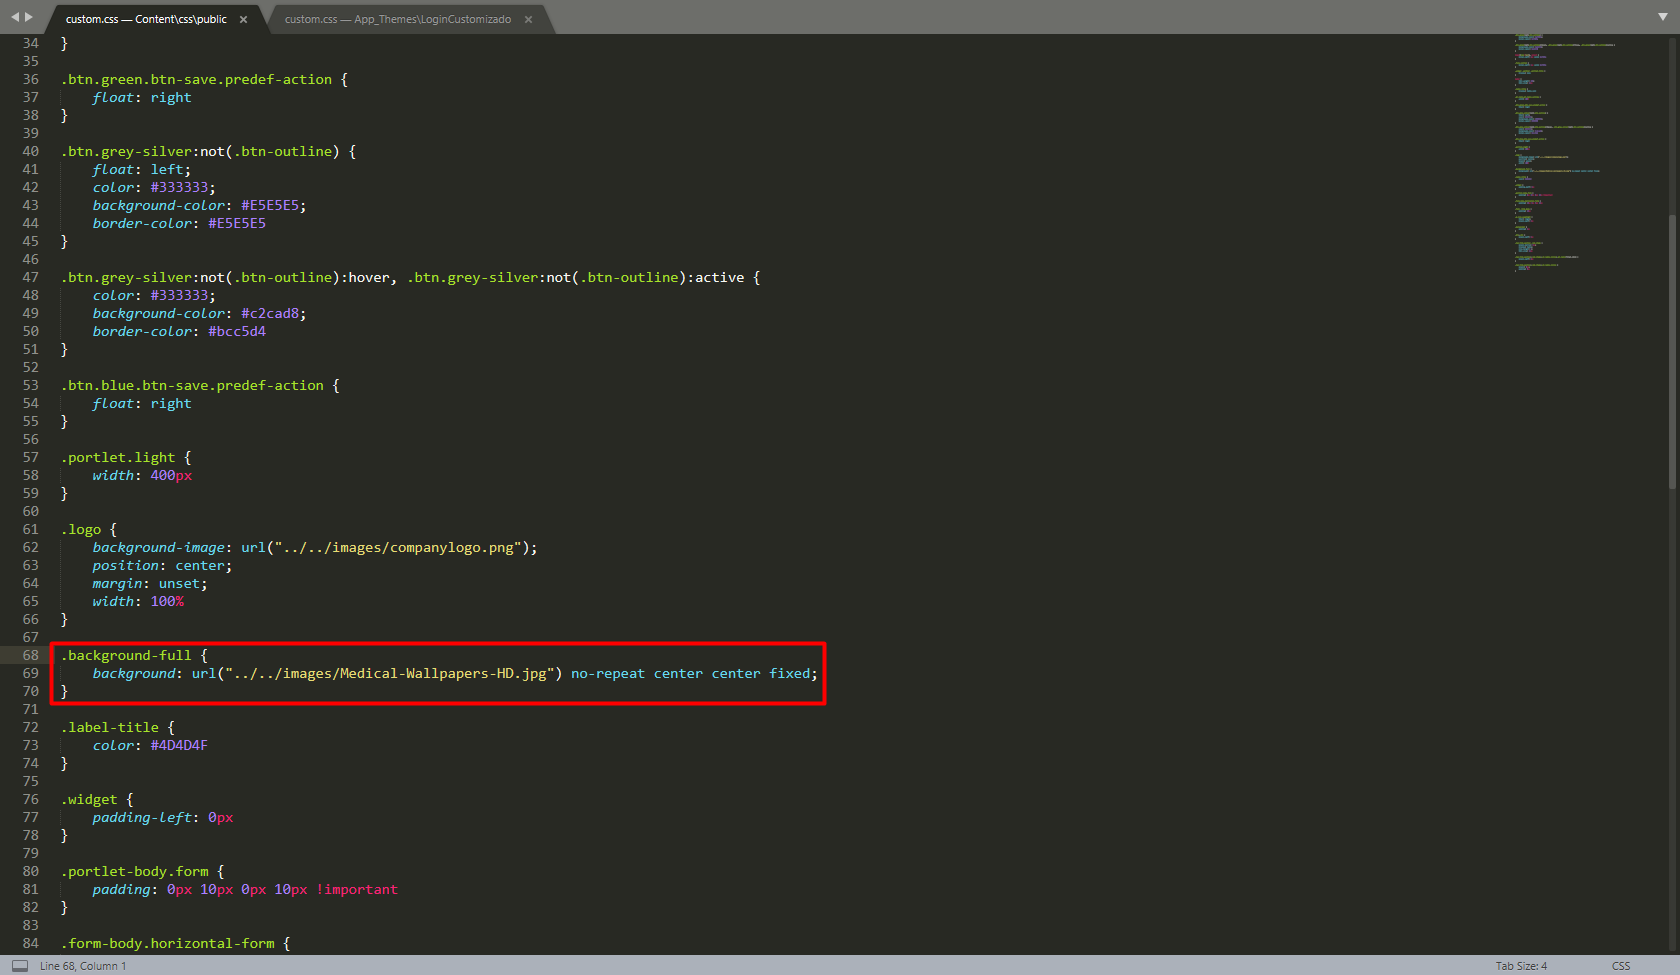 custom.css — Content\css\public ×
custom.css — App_Themes\LoginCustomizado ×
34 }
35
36 .btn.green.btn-save.predef-action {
37 float: right
38 }
39
40 .btn.grey-silver:not(.btn-outline) {
41 float: left;
42 color: #333333;
43 background-color: #E5E5E5;
44 border-color: #E5E5E5
45 }
46
47 .btn.grey-silver:not(.btn-outline):hover, .btn.grey-silver:not(.btn-outline):active {
48 color: #333333;
49 background-color: #c2cad8;
50 border-color: #bcc5d4
51 }
52
53 .btn.blue.btn-save.predef-action {
54 float: right
55 }
56
57 .portlet.light {
58 width: 400px
59 }
60
61 .logo {
62 background-image: url("../../images/companylogo.png");
63 position: center;
64 margin: unset;
65 width: 100%
66 }
67
68 .background-full {
69 background: url("../../images/Medical-Wallpapers-HD.jpg") no-repeat center center fixed;
70 }
71
72 .label-title {
73 color: #4D4D4F
74 }
75
76 .widget {
77 padding-left: 0px
78 }
79
80 .portlet-body.form {
81 padding: 0px 10px 0px 10px !important
82 }
83
84 .form-body.horizontal-form {
Line 68, Column 1
Tab Size: 4
CSS